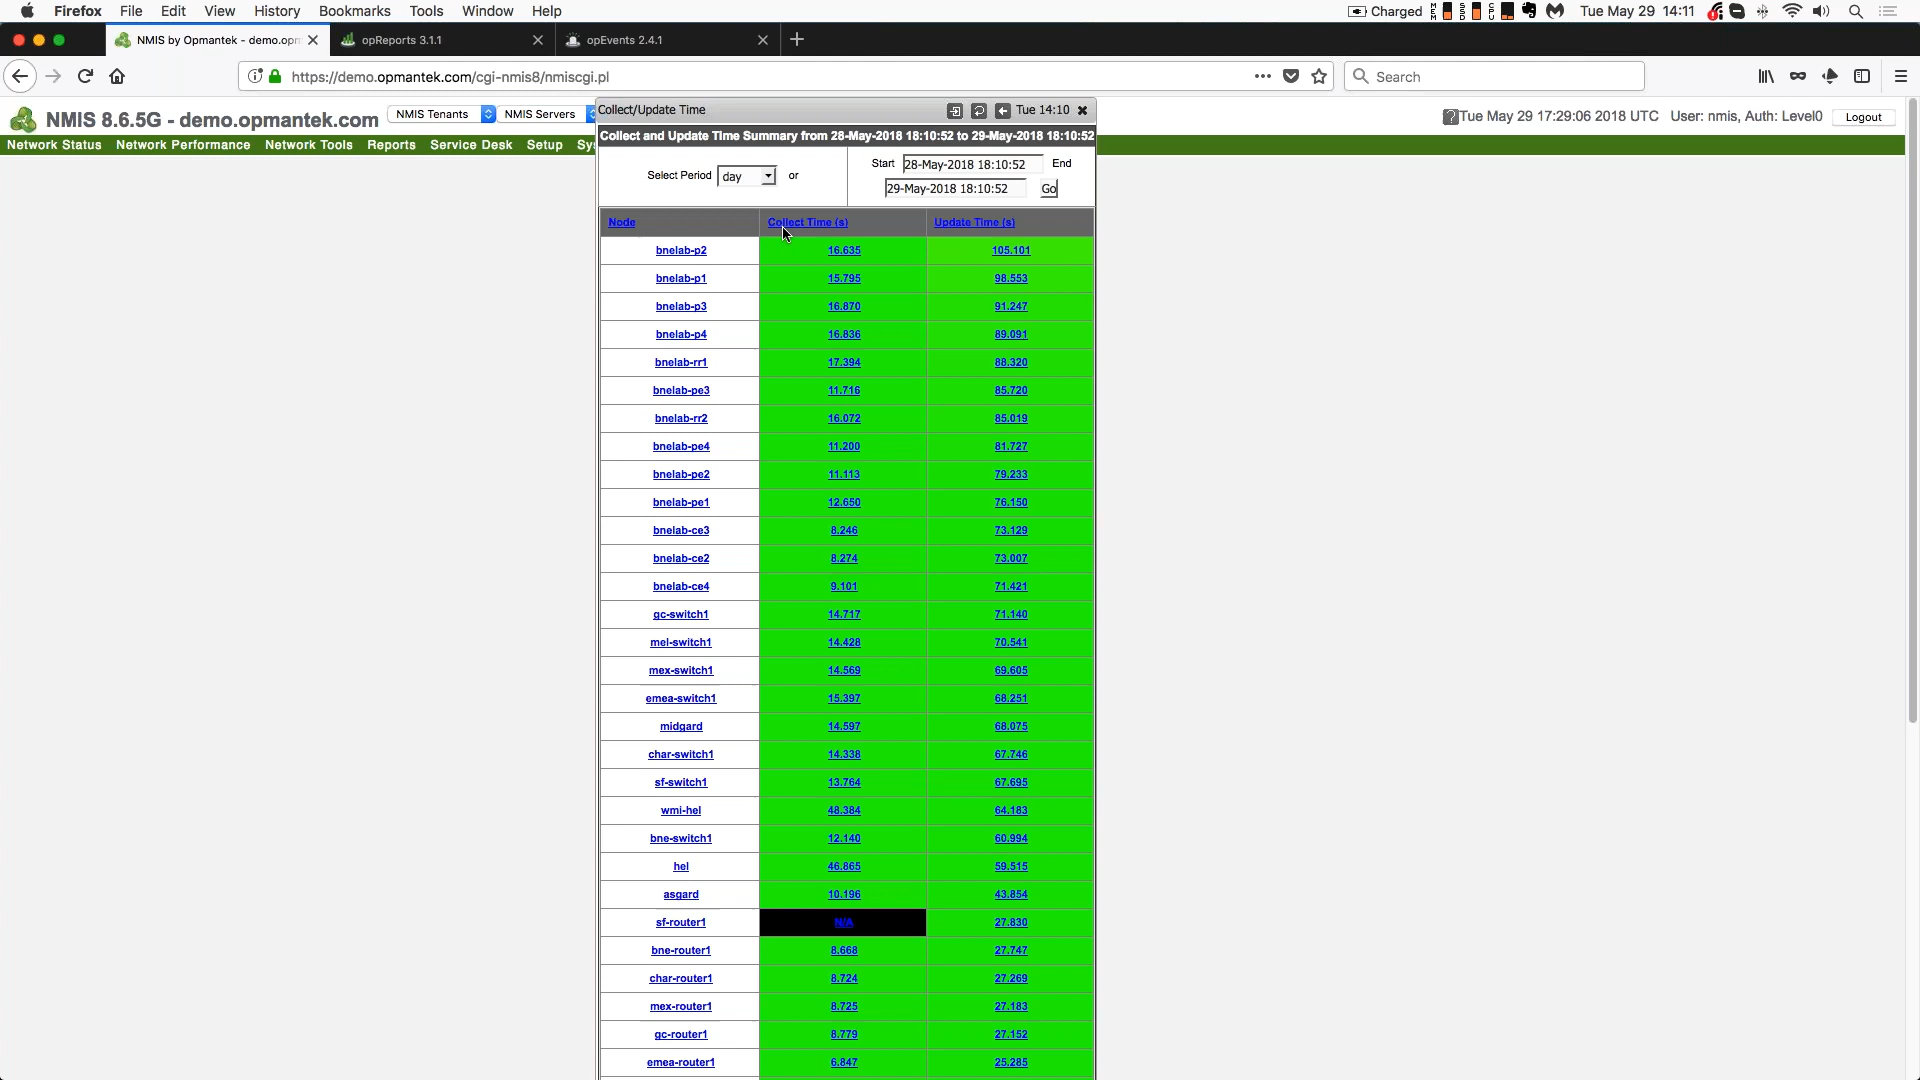 Firefox File Edit View History Bookmarks Tools Window Help Charged MEM SSD CPU Tue May 29 14:11
NMIS by Opmantek - demo.opm opReports 3.1.1 opEvents 2.4.1
https://demo.opmantek.com/cgi-nmis8/nmiscgi.pl Search
NMIS 8.6.5G - demo.opmantek.com NMIS Tenants NMIS Servers Tue May 29 17:29:06 2018 UTC User: nmis, Auth: Level0 Logout
Network Status Network Performance Network Tools Reports Service Desk Setup Sy
Collect/Update Time Tue 14:10
Collect and Update Time Summary from 28-May-2018 18:10:52 to 29-May-2018 18:10:52
Select Period day or Start 28-May-2018 18:10:52 End
29-May-2018 18:10:52 Go
Node Collect Time (s) Update Time (s)
bnelab-p2 16.635 105.101
bnelab-p1 15.795 98.553
bnelab-p3 16.870 91.247
bnelab-p4 16.836 89.091
bnelab-rr1 17.394 88.320
bnelab-pe3 11.716 85.720
bnelab-rr2 16.072 85.019
bnelab-pe4 11.200 81.727
bnelab-pe2 11.113 79.233
bnelab-pe1 12.650 76.150
bnelab-ce3 8.246 73.129
bnelab-ce2 8.274 73.007
bnelab-ce4 9.101 71.421
gc-switch1 14.717 71.140
mel-switch1 14.428 70.541
mex-switch1 14.569 69.605
emea-switch1 15.397 68.251
midgard 14.597 68.075
char-switch1 14.338 67.746
sf-switch1 13.764 67.695
wmi-hel 48.384 64.183
bne-switch1 12.140 60.994
hel 46.865 59.515
asgard 10.196 43.854
sf-router1 N/A 27.830
bne-router1 8.668 27.747
char-router1 8.724 27.269
mex-router1 8.725 27.183
gc-router1 8.779 27.152
emea-router1 6.847 25.285